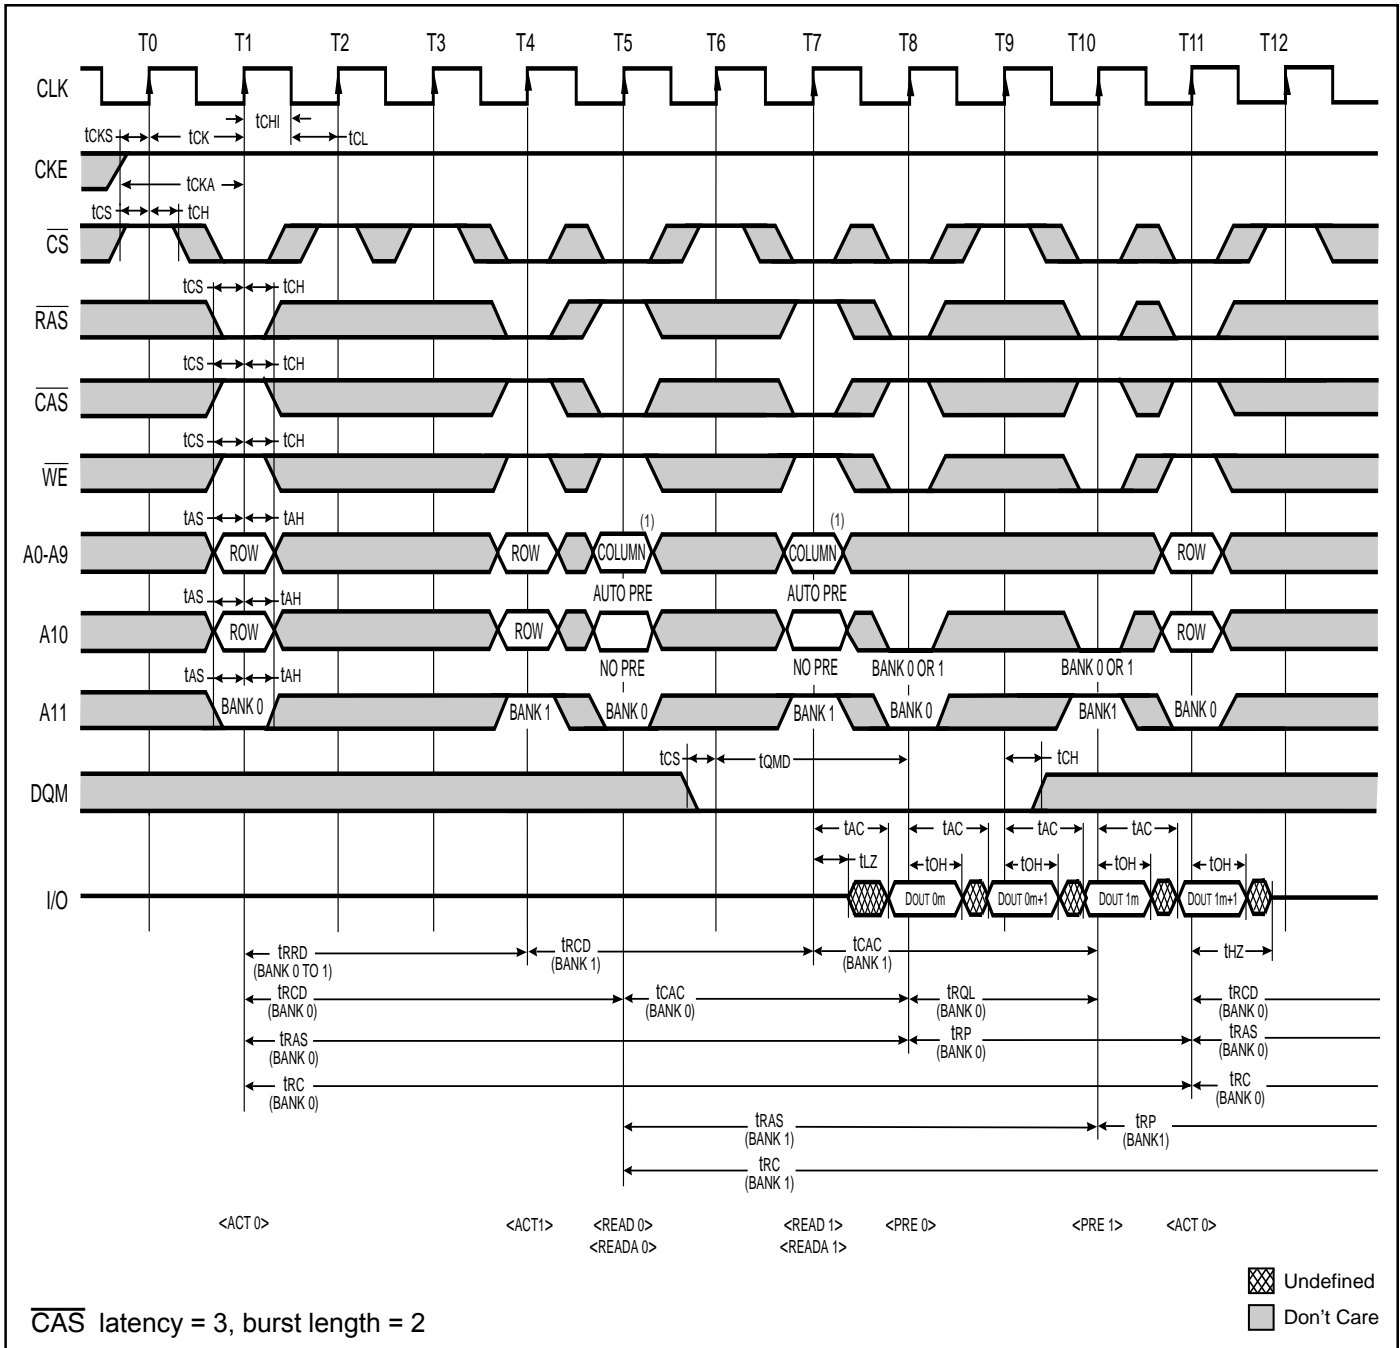 T0 T1 T2 T3 T4 T5 T6 T7 T8 T9 T10 T11 T12
CLK
tCHI
tCKS tCK tCL
CKE
tCKA
tCS tCH
CS
tCS tCH
RAS
tCS tCH
CAS
tCS tCH
WE
tAS tAH (1) (1)
A0-A9 ROW ROW COLUMN COLUMN ROW
AUTO PRE AUTO PRE
tAS tAH
A10 ROW ROW ROW
NO PRE NO PRE BANK 0 OR 1 BANK 0 OR 1
tAS tAH
A11 BANK 0 BANK 1 BANK 0 BANK 1 BANK 0 BANK1 BANK 0
tCS tQMD tCH
DQM
tAC tAC tAC tAC
tLZ tOH tOH tOH tOH
I/O DOUT 0m DOUT 0m+1 DOUT 1m DOUT 1m+1
tRRD tRCD tCAC tHZ
(BANK 0 TO 1) (BANK 1) (BANK 1)
tRCD tCAC tRQL tRCD
(BANK 0) (BANK 0) (BANK 0) (BANK 0)
tRAS tRP tRAS
(BANK 0) (BANK 0) (BANK 0)
tRC tRC
(BANK 0) (BANK 0)
tRAS tRP
(BANK 1) (BANK1)
tRC
(BANK 1)
<ACT 0> <ACT1> <READ 0> <READ 1> <PRE 0> <PRE 1> <ACT 0>
<READA 0> <READA 1>
Undefined
Don't Care
CAS latency = 3, burst length = 2